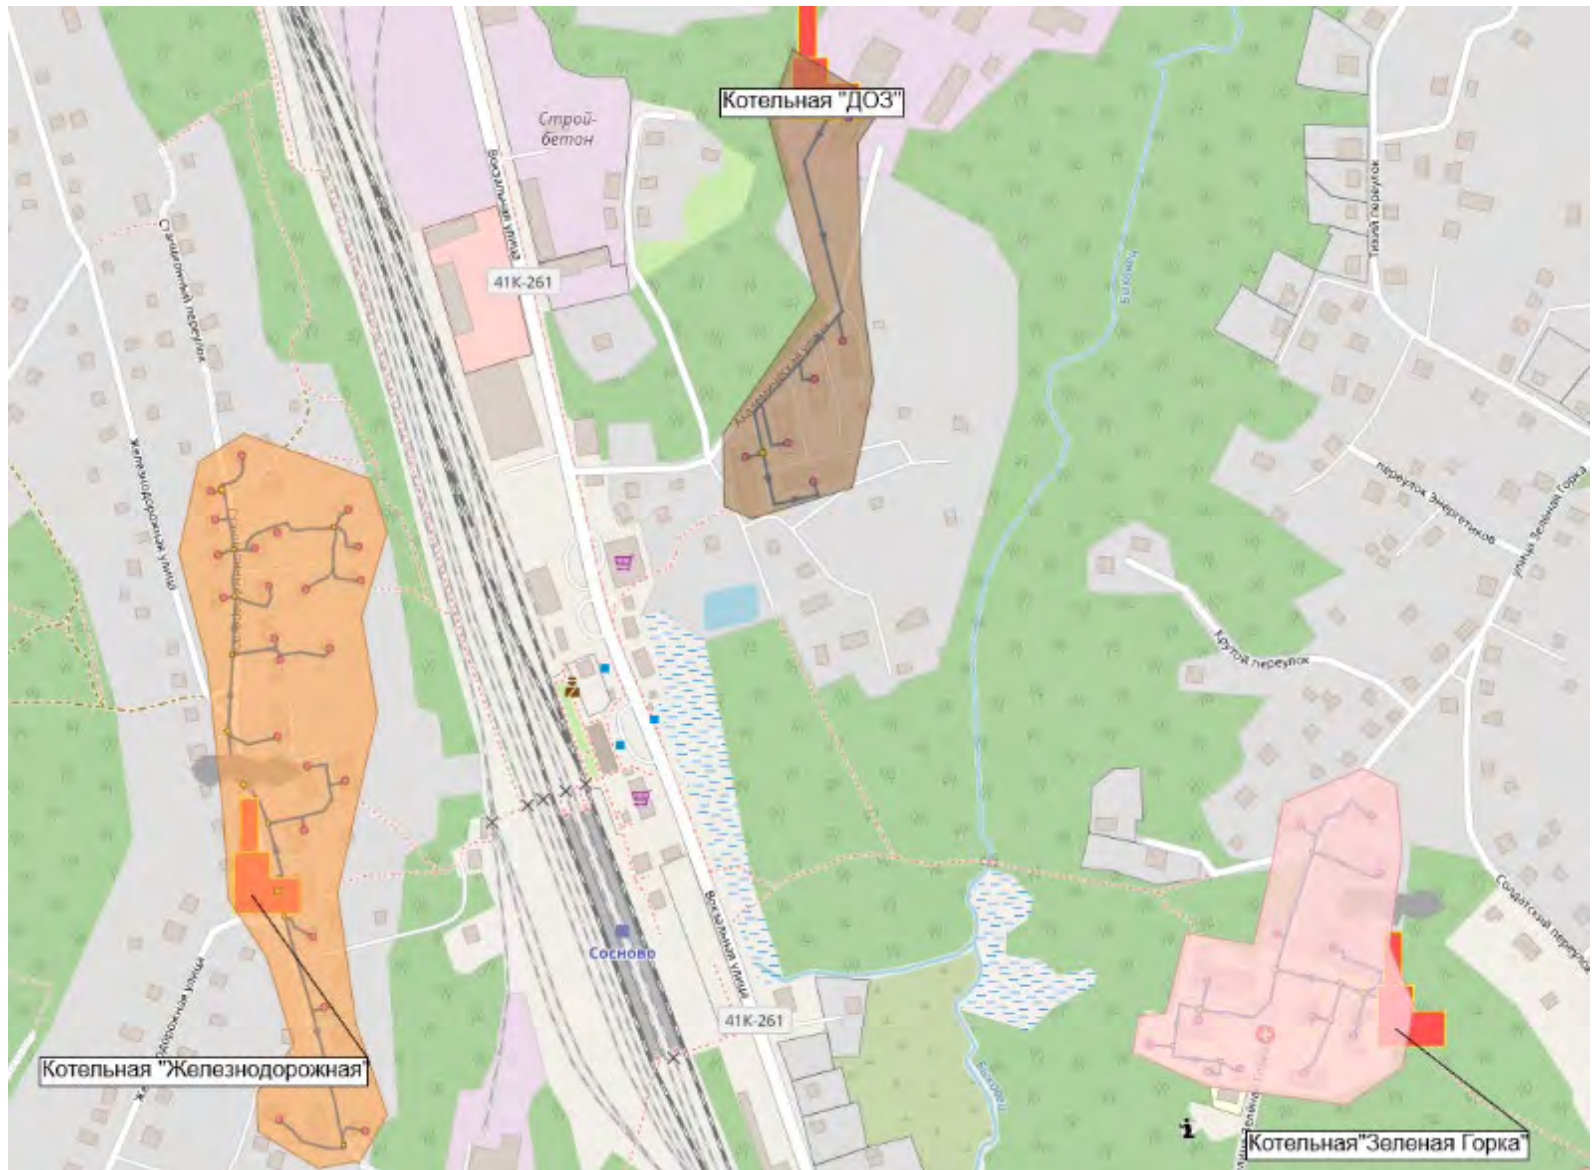 Котельная "ДОЗ"
Строй-
бетон
Вокзальная улица
Тихий переулок
Станционный переулок
41К-261
Академическая улица
Железнодорожная улица
переулок Энергетиков
улица Зелёная Горка
Крутой переулок
Солдатский переулок
Вокзальная улица
Сосново
41К-261
Котельная "Железнодорожная"
Котельная"Зеленая Горка"